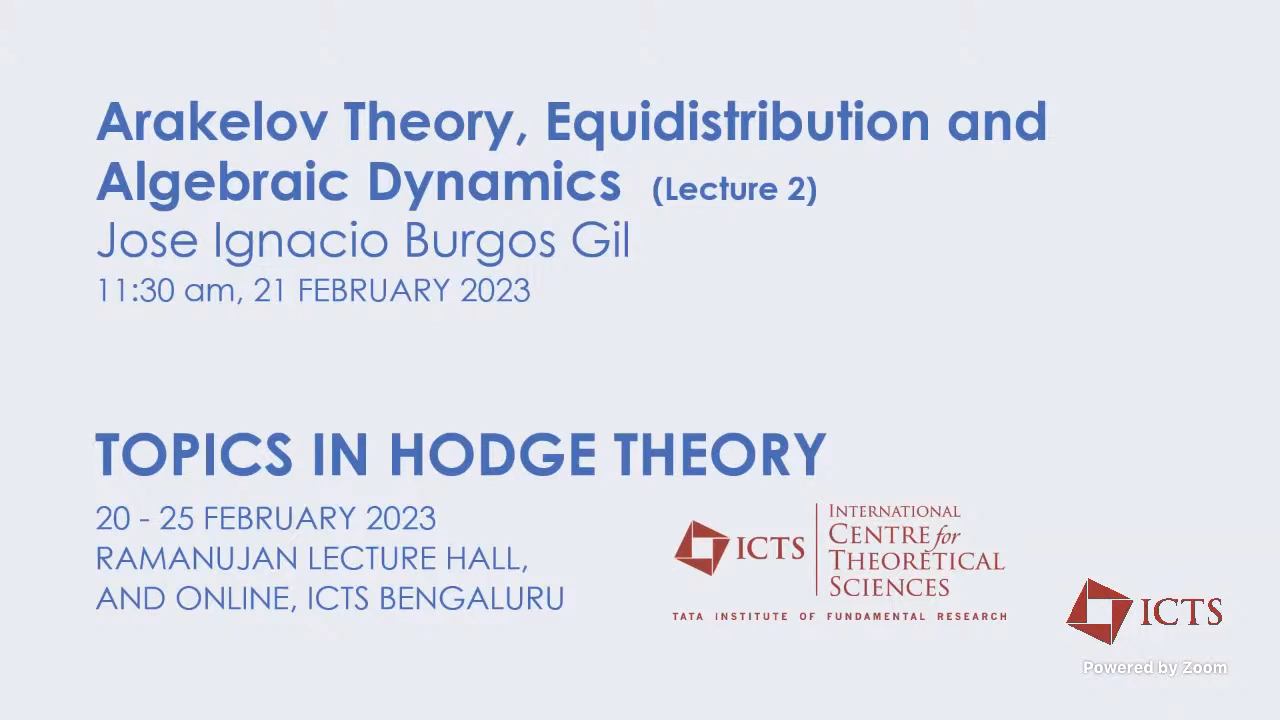 Arakelov Theory, Equidistribution and
Algebraic Dynamics (Lecture 2)
Jose Ignacio Burgos Gil
11:30 am, 21 FEBRUARY 2023
TOPICS IN HODGE THEORY
20 - 25 FEBRUARY 2023
RAMANUJAN LECTURE HALL,
AND ONLINE, ICTS BENGALURU
ICTS
INTERNATIONAL
CENTRE for
THEORETICAL
SCIENCES
TATA INSTITUTE OF FUNDAMENTAL RESEARCH
ICTS
Powered by Zoom